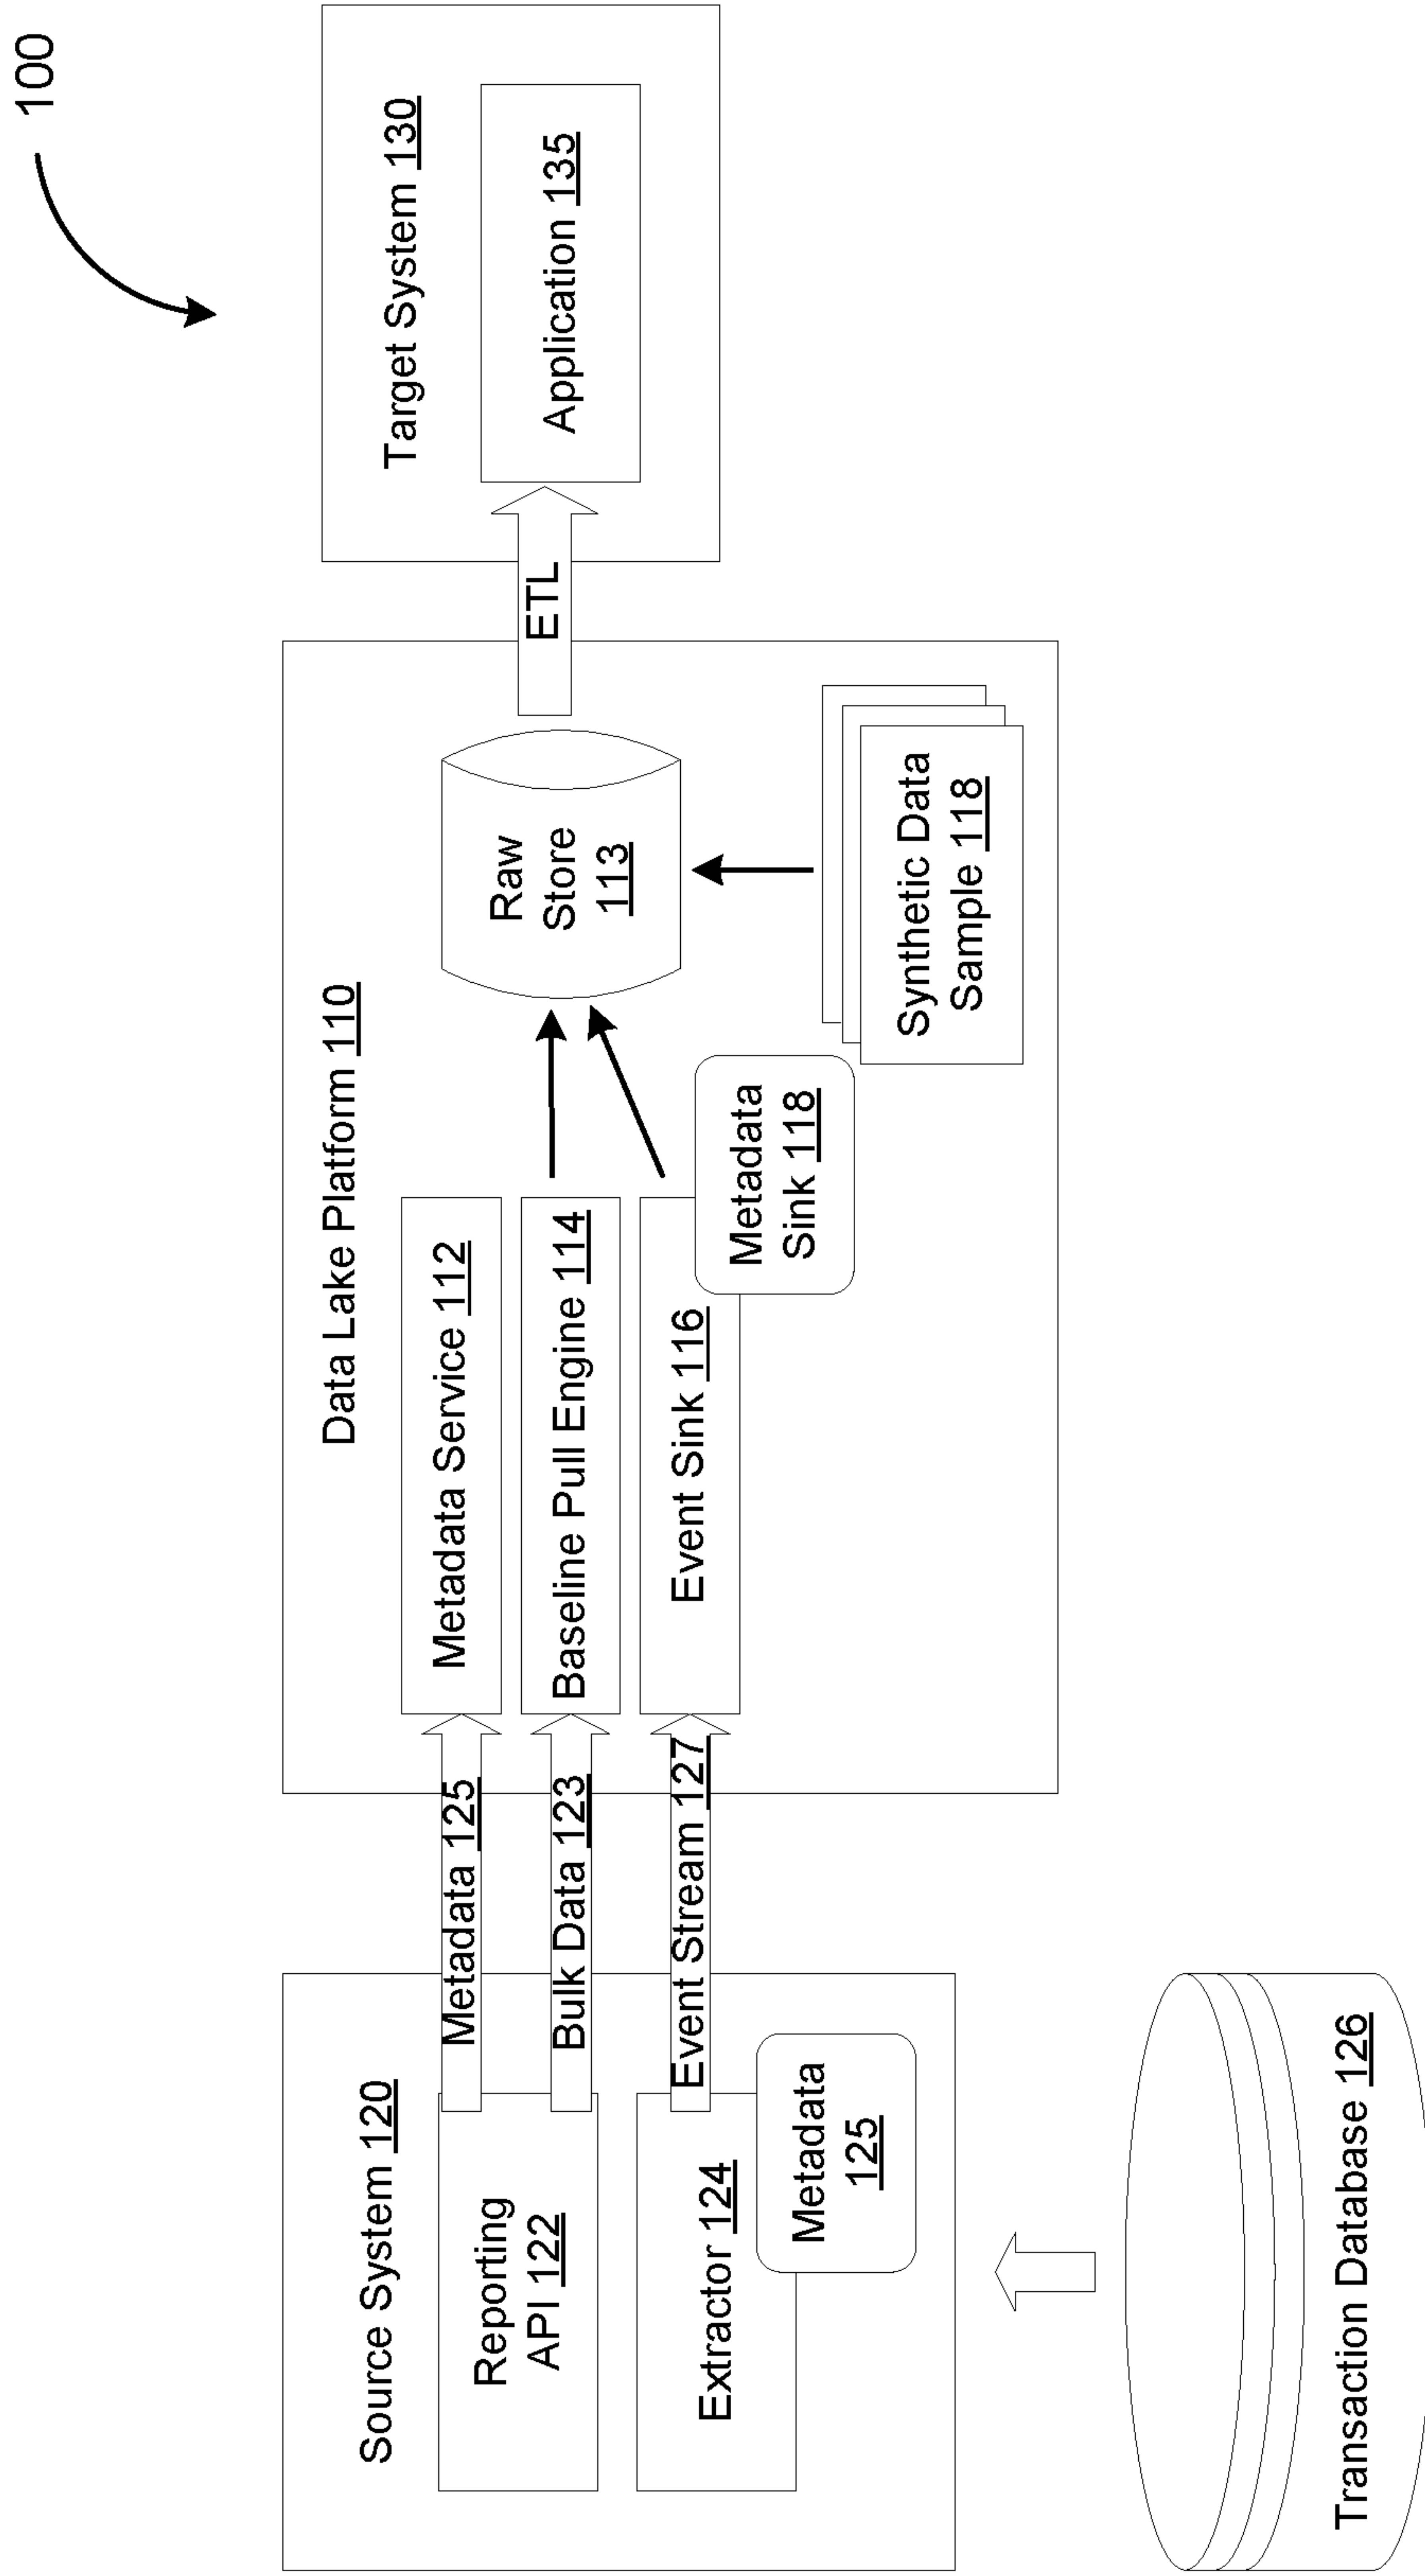 100
Source System 120
Reporting
API 122
Extractor 124
Metadata
125
Transaction Database 126
Metadata 125
Bulk Data 123
Event Stream 127
Data Lake Platform 110
Metadata Service 112
Baseline Pull Engine 114
Event Sink 116
Metadata
Sink 118
Raw
Store
113
Synthetic Data
Sample 118
ETL
Target System 130
Application 135